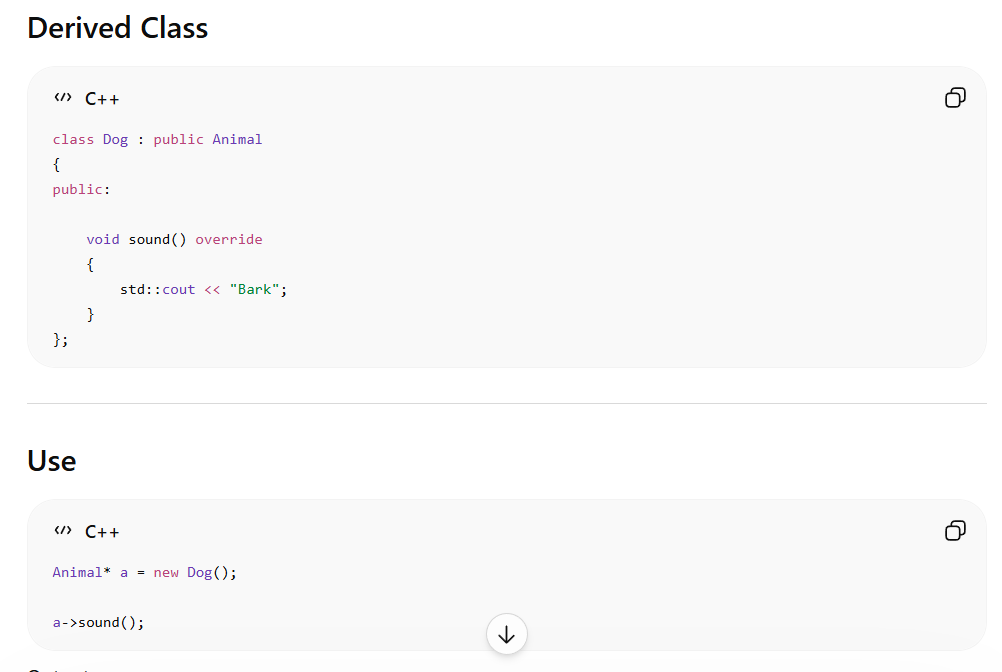 Derived Class
C++
class Dog : public Animal
{
public:
    void sound() override
    {
        std::cout << "Bark";
    }
};
Use
C++
Animal* a = new Dog();
a->sound();